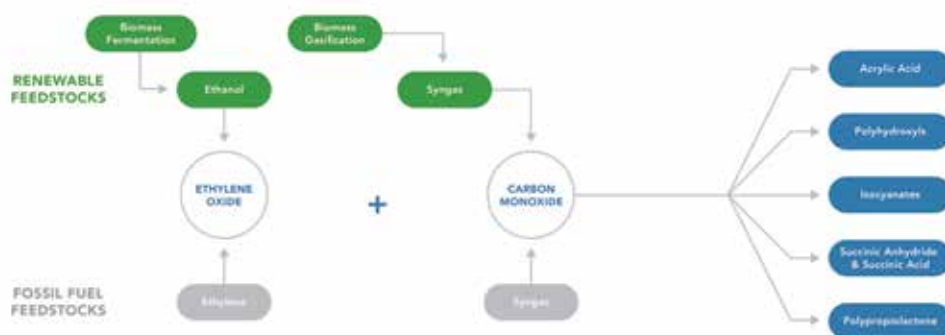 Biomass
Fermentation
Biomass
Gasification
RENEWABLE
FEEDSTOCKS
Ethanol
Syngas
Acrylic Acid
Polyhydroxyls
ETHYLENE
OXIDE
+
CARBON
MONOXIDE
Isocyanates
Succinic Anhydride
& Succinic Acid
FOSSIL FUEL
FEEDSTOCKS
Ethylene
Syngas
Polypropiolactone